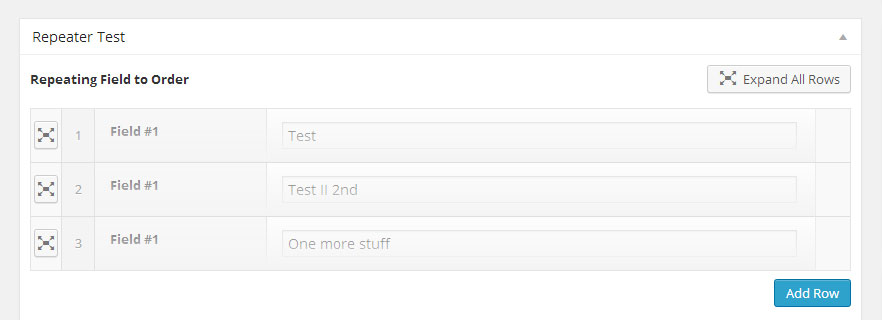 Repeater Test
Repeating Field to Order
Expand All Rows
1 Field #1 Test
2 Field #1 Test II 2nd
3 Field #1 One more stuff
Add Row